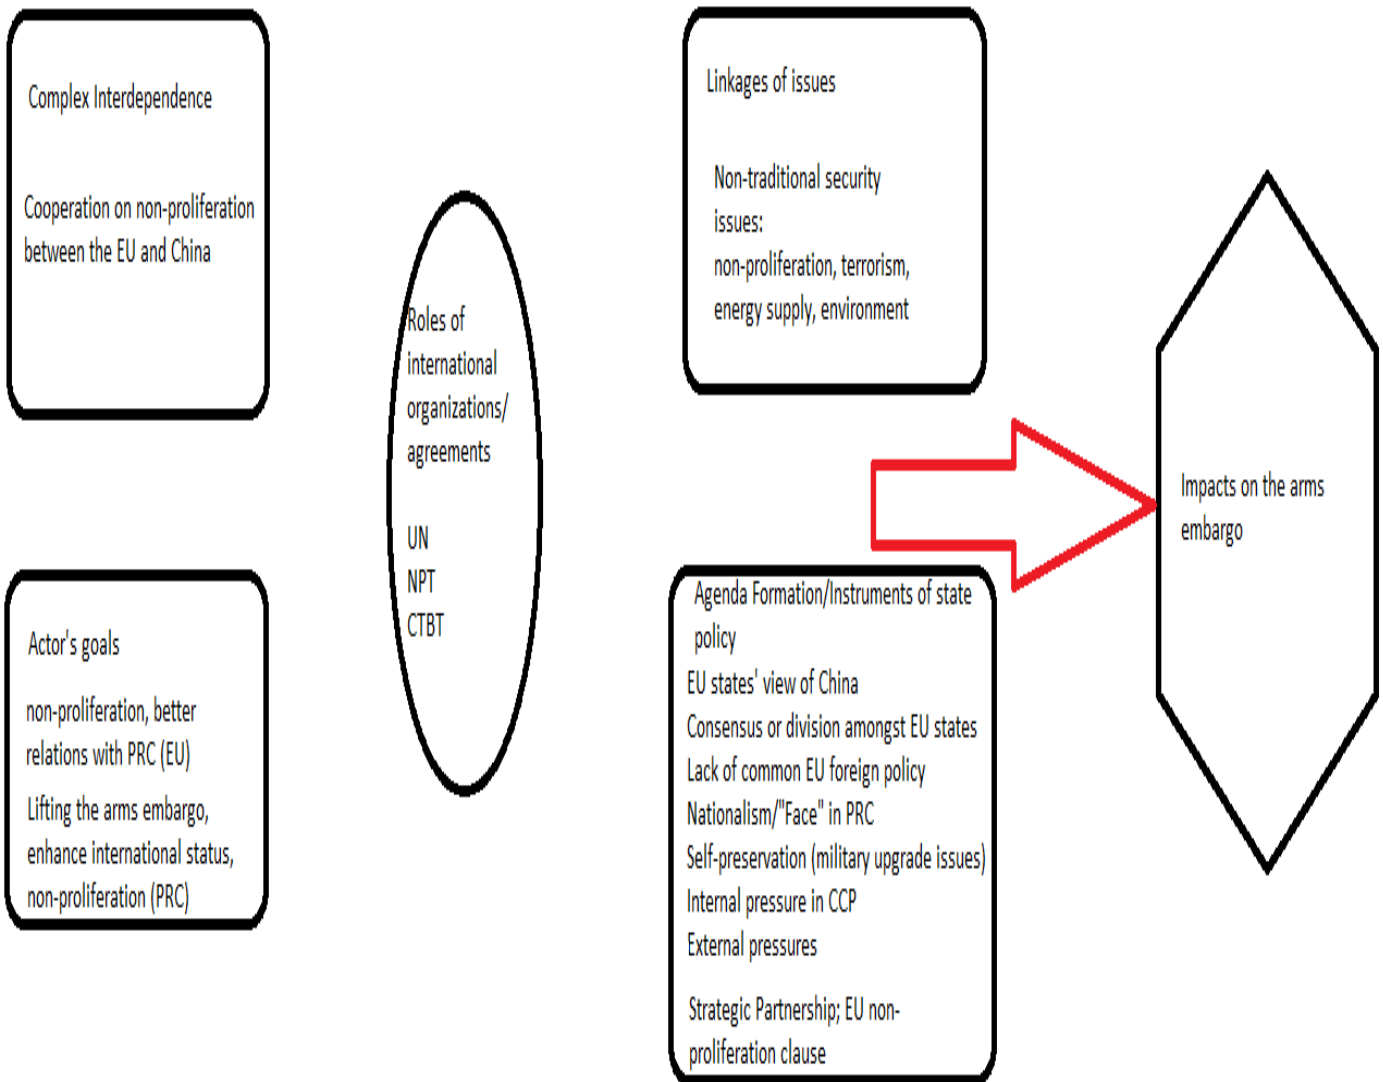 Complex Interdependence
Cooperation on non-proliferation
between the EU and China
Actor's goals
non-proliferation, better
relations with PRC (EU)
Lifting the arms embargo,
enhance international status,
non-proliferation (PRC)
Roles of
international
organizations/
agreements
UN
NPT
CTBT
Linkages of issues
Non-traditional security
issues:
non-proliferation, terrorism,
energy supply, environment
Agenda Formation/Instruments of state
policy
EU states' view of China
Consensus or division amongst EU states
Lack of common EU foreign policy
Nationalism/"Face" in PRC
Self-preservation (military upgrade issues)
Internal pressure in CCP
External pressures
Strategic Partnership; EU non-
proliferation clause
Impacts on the arms
embargo